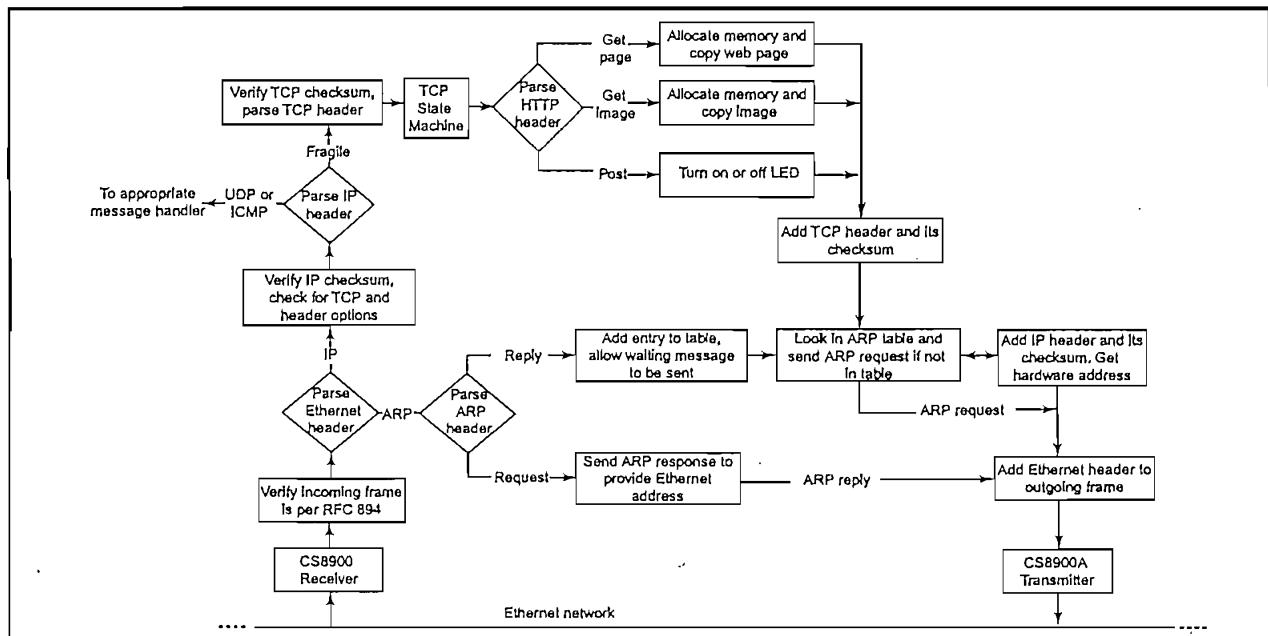 Get
page
Allocate memory and
copy web page
Verify TCP checksum,
parse TCP header
TCP
State
Machine
Parse
HTTP
header
Get
Image
Allocate memory and
copy Image
Fragile
Post
Turn on or off LED
To appropriate
message handler
UDP or
ICMP
Parse IP
header
Add TCP header and its
checksum
Verify IP checksum,
check for TCP and
header options
IP
Reply
Add entry to table,
allow waiting message
to be sent
Look in ARP table and
send ARP request if not
in table
Add IP header and its
checksum. Get
hardware address
Parse
Ethernet
header
ARP
Parse
ARP
header
ARP request
Request
Send ARP response to
provide Ethernet
address
ARP reply
Add Ethernet header to
outgoing frame
Verify incoming frame
is per RFC 894
CS8900
Receiver
CS8900A
Transmitter
Ethernet network